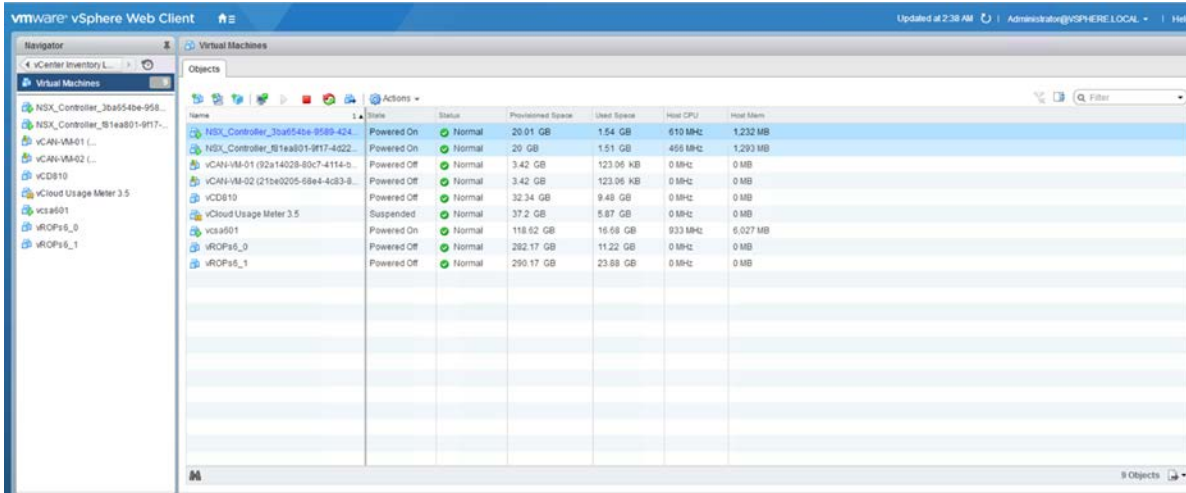 vmware® vSphere Web Client
Updated at 2:38 AM | Administrator@VSPHERE.LOCAL | Hel
Navigator
Virtual Machines
vCenter Inventory L...
Objects
Virtual Machines 9
Actions
Filter
NSX_Controller_3ba654be-958...
NSX_Controller_f81ea801-9f17-...
vCAN-VM-01 (...
vCAN-VM-02 (...
vCD810
vCloud Usage Meter 3.5
vcsa601
vROPs6_0
vROPs6_1
Name 1 State Status Provisioned Space Used Space Host CPU Host Mem
NSX_Controller_3ba654be-9589-424... Powered On Normal 20.01 GB 1.54 GB 610 MHz 1,232 MB
NSX_Controller_f81ea801-9f17-4d22... Powered On Normal 20 GB 1.51 GB 466 MHz 1,293 MB
vCAN-VM-01 (92a14028-80c7-4114-b... Powered Off Normal 3.42 GB 123.06 KB 0 MHz 0 MB
vCAN-VM-02 (21be0205-68e4-4c83-8... Powered Off Normal 3.42 GB 123.06 KB 0 MHz 0 MB
vCD810 Powered Off Normal 32.34 GB 9.48 GB 0 MHz 0 MB
vCloud Usage Meter 3.5 Suspended Normal 37.2 GB 5.87 GB 0 MHz 0 MB
vcsa601 Powered On Normal 118.62 GB 16.68 GB 933 MHz 6,027 MB
vROPs6_0 Powered Off Normal 282.17 GB 11.22 GB 0 MHz 0 MB
vROPs6_1 Powered Off Normal 290.17 GB 23.88 GB 0 MHz 0 MB
9 Objects